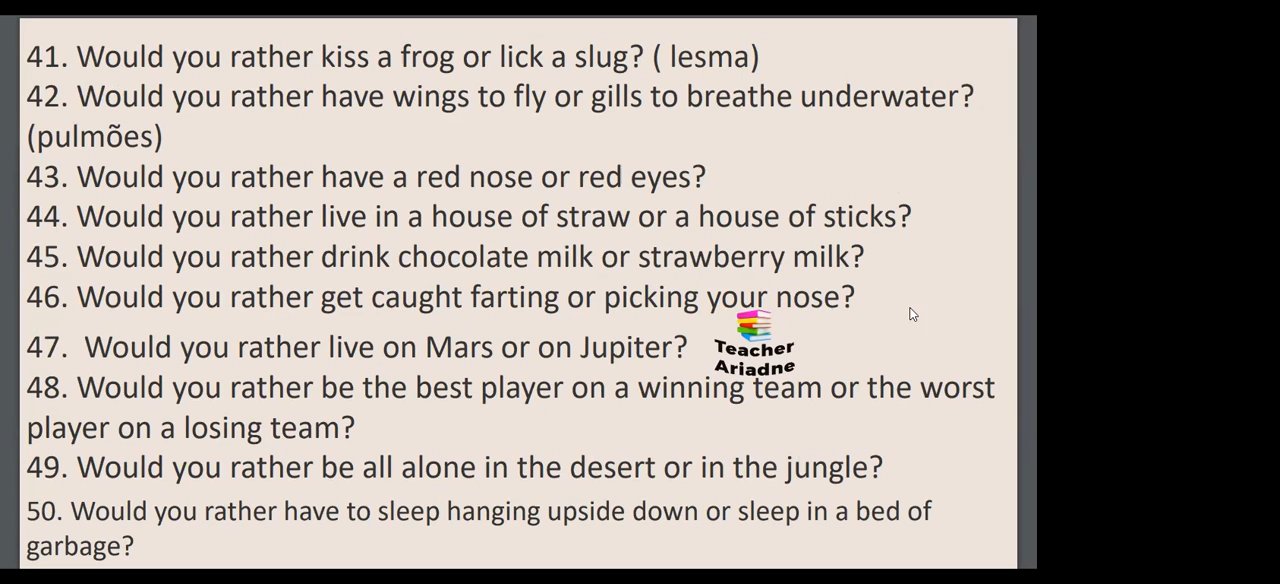 41. Would you rather kiss a frog or lick a slug? ( lesma)
42. Would you rather have wings to fly or gills to breathe underwater?
(pulmões)
43. Would you rather have a red nose or red eyes?
44. Would you rather live in a house of straw or a house of sticks?
45. Would you rather drink chocolate milk or strawberry milk?
46. Would you rather get caught farting or picking your nose?
47.  Would you rather live on Mars or on Jupiter?
Teacher
Ariadne
48. Would you rather be the best player on a winning team or the worst
player on a losing team?
49. Would you rather be all alone in the desert or in the jungle?
50. Would you rather have to sleep hanging upside down or sleep in a bed of
garbage?